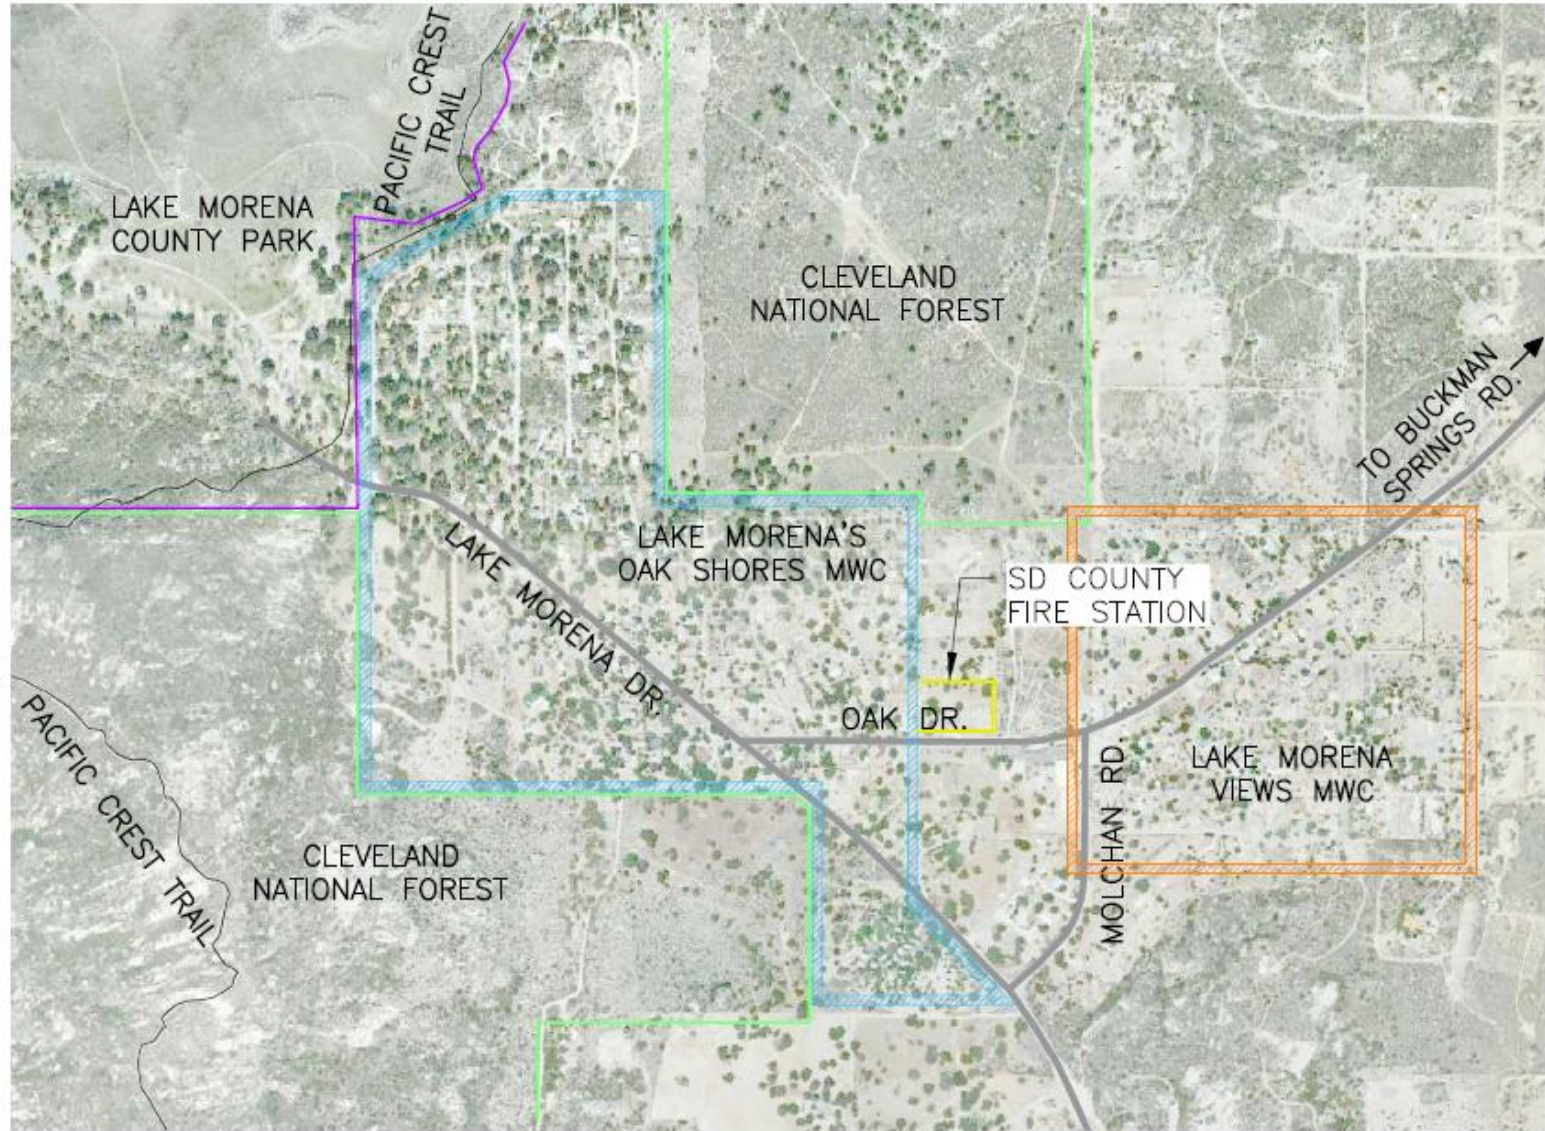 PACIFIC CREST
TRAIL
LAKE MORENA
COUNTY PARK
CLEVELAND
NATIONAL FOREST
TO BUCKMAN
SPRINGS RD.
LAKE MORENA DR.
LAKE MORENA'S
OAK SHORES MWC
SD COUNTY
FIRE STATION
OAK DR.
PACIFIC CREST TRAIL
MOLCHAN RD.
LAKE MORENA
VIEWS MWC
CLEVELAND
NATIONAL FOREST